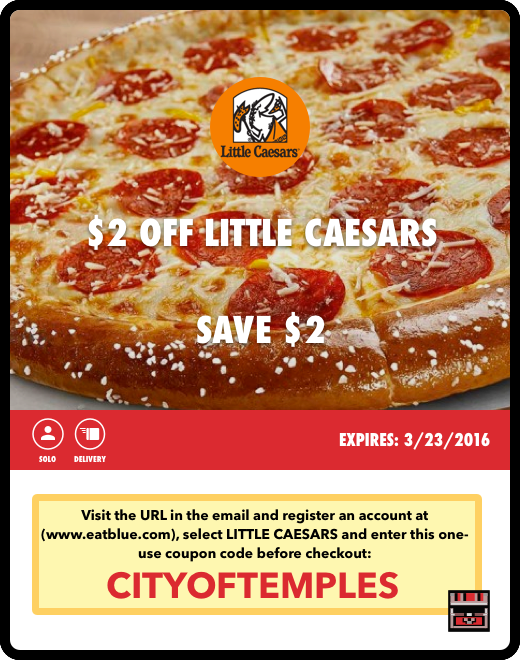 Little Caesars
$2 OFF LITTLE CAESARS
SAVE $2
SOLO
DELIVERY
EXPIRES: 3/23/2016
Visit the URL in the email and register an account at
(www.eatblue.com), select LITTLE CAESARS and enter this one-
use coupon code before checkout:
CITYOFTEMPLES